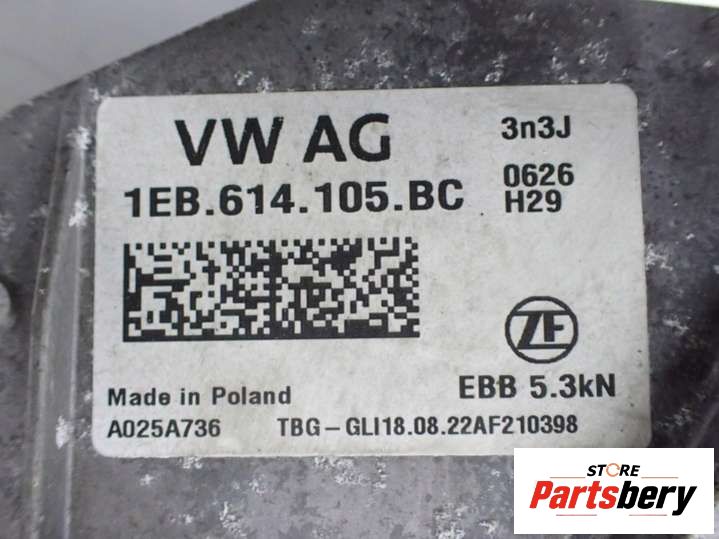 VW AG
3n3J
1EB.614.105.BC
0626
H29
ZF
EBB 5.3kN
Made in Poland
A025A736
TBG-GLI18.08.22AF210398
STORE
Partsbery